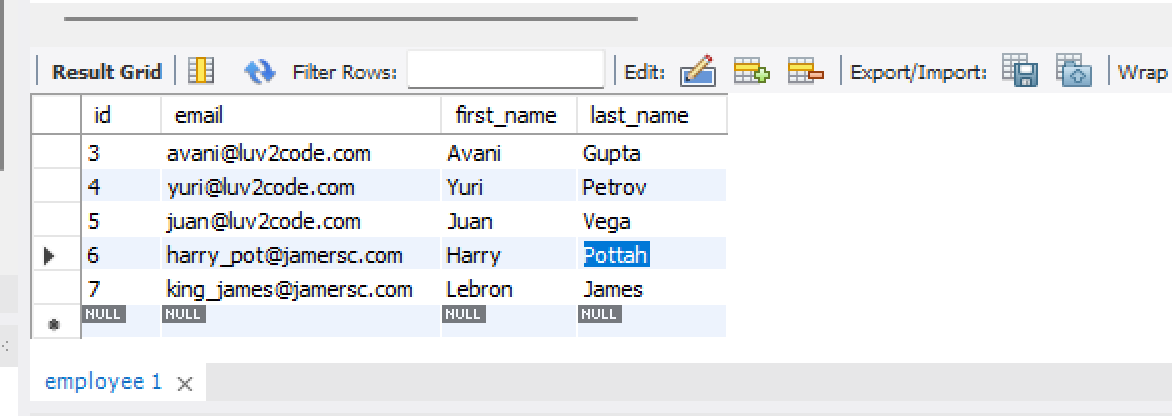 Result Grid Filter Rows: Edit: Export/Import: Wrap
id email first_name last_name
3 avani@luv2code.com Avani Gupta
4 yuri@luv2code.com Yuri Petrov
5 juan@luv2code.com Juan Vega
6 harry_pot@jamersc.com Harry Pottah
7 king_james@jamersc.com Lebron James
NULL NULL NULL NULL
employee 1